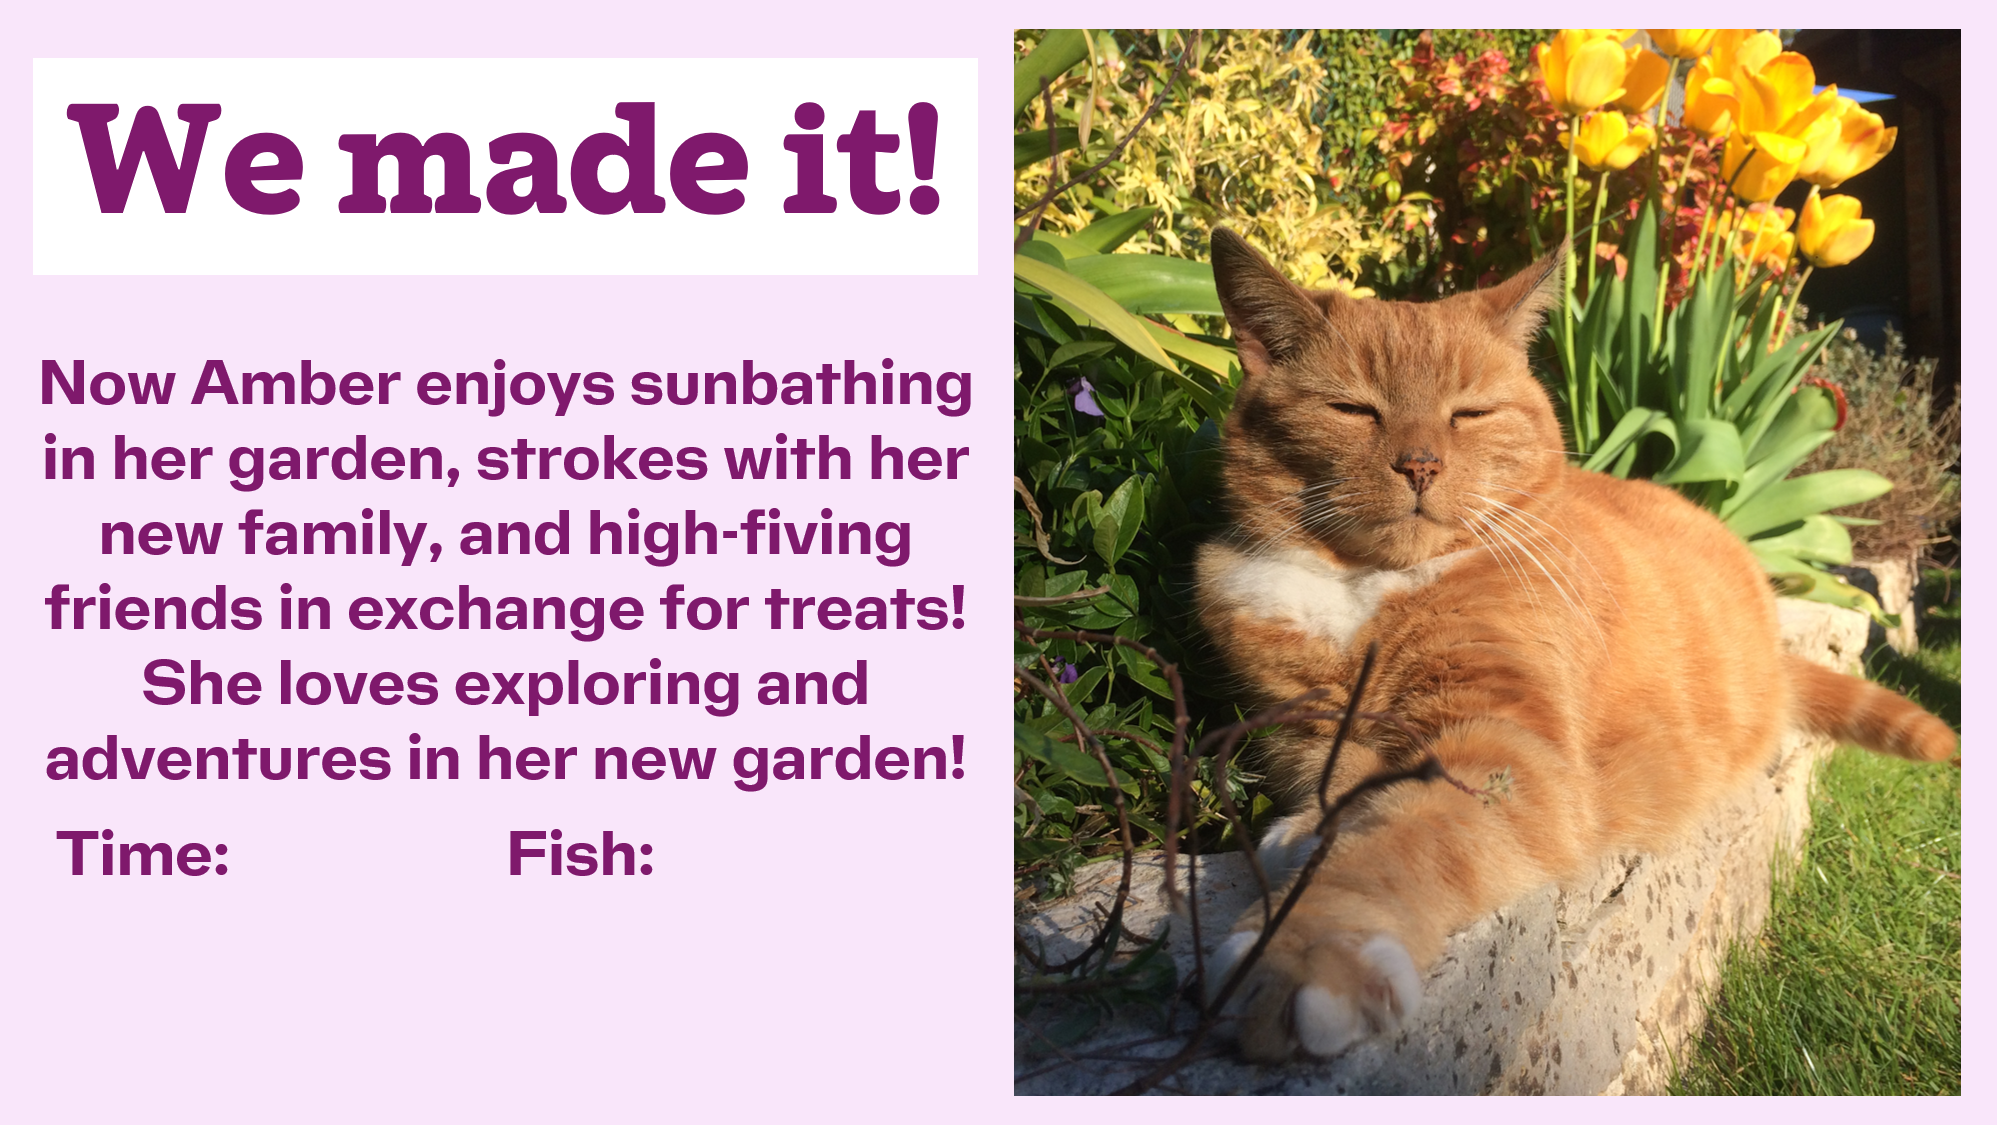 We made it!
Now Amber enjoys sunbathing
in her garden, strokes with her
new family, and high-fiving
friends in exchange for treats!
She loves exploring and
adventures in her new garden!
Time: Fish: